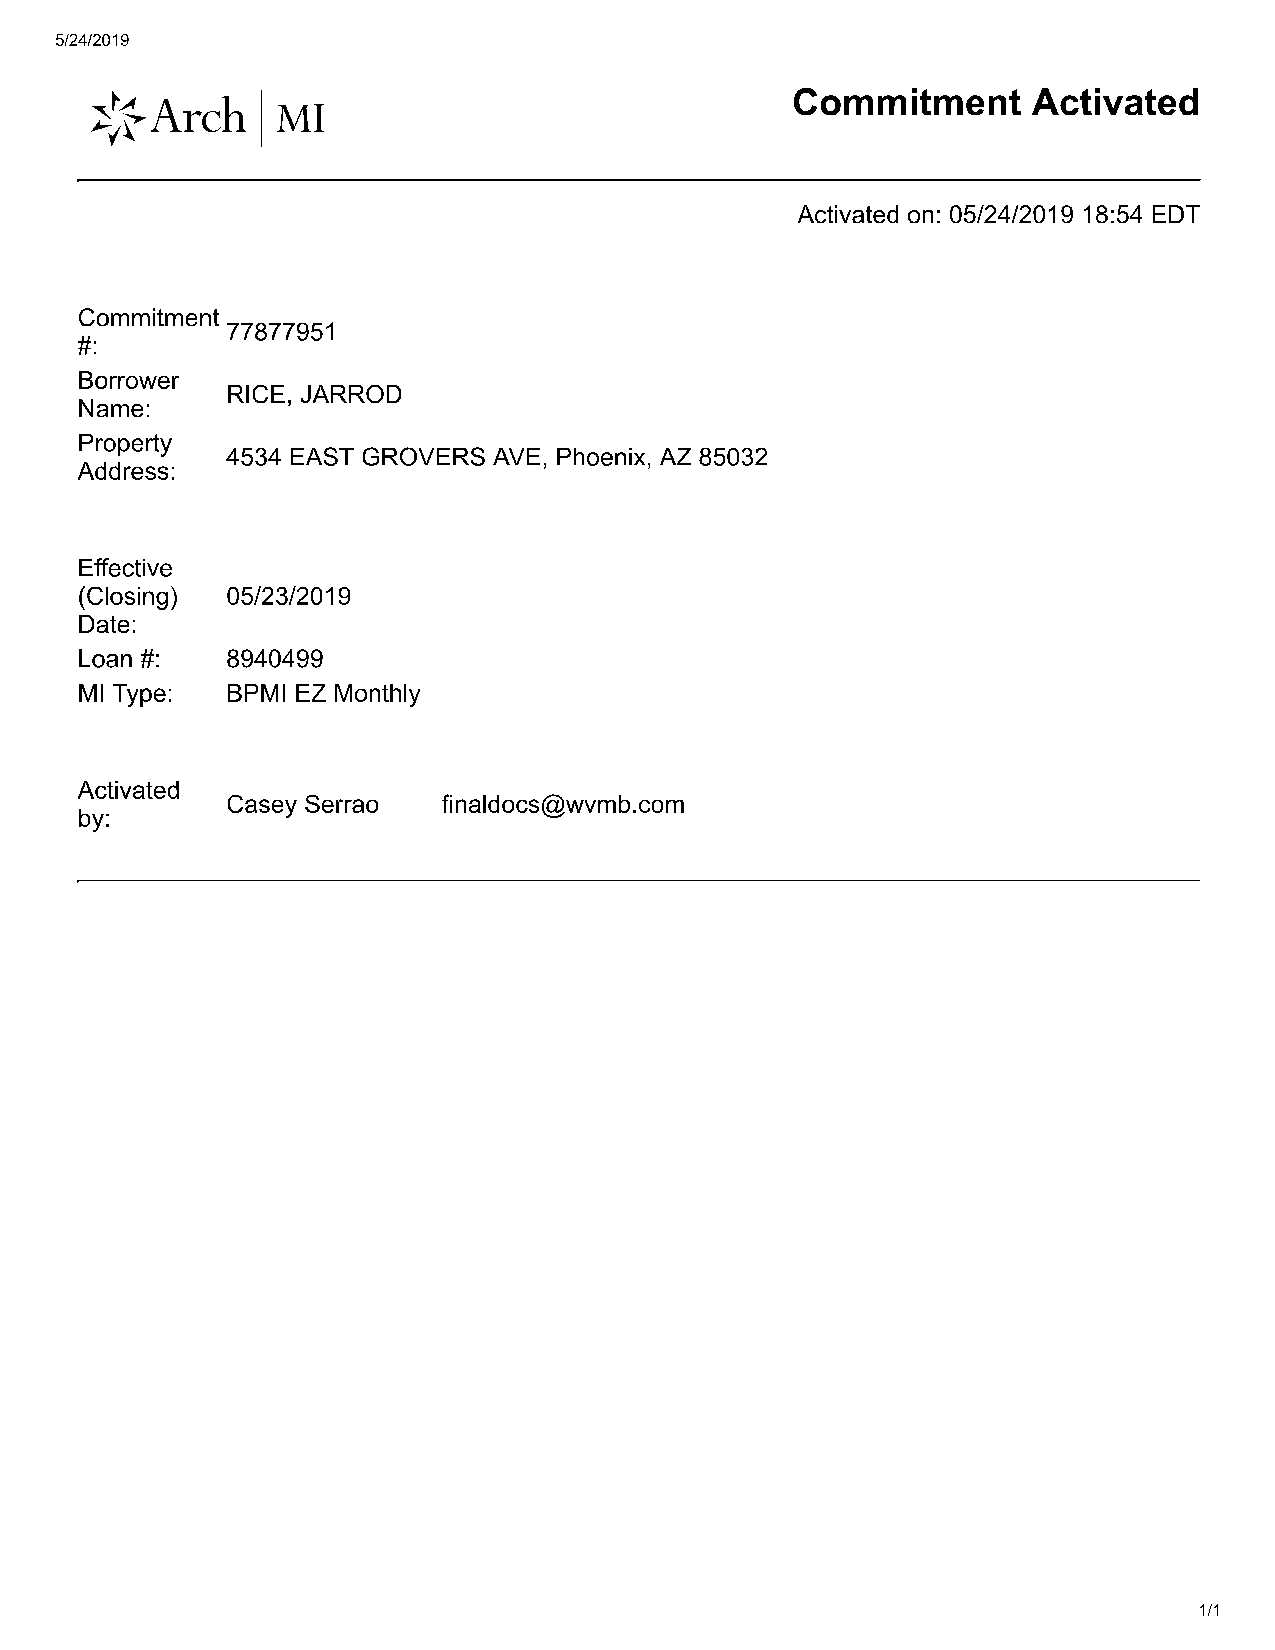 5/24/2019
Arch MI
Commitment Activated
Activated on: 05/24/2019 18:54 EDT
Commitment
#:
77877951
Borrower
Name:
RICE, JARROD
Property
Address:
4534 EAST GROVERS AVE, Phoenix, AZ 85032
Effective
(Closing)
Date:
05/23/2019
Loan #: 8940499
MI Type: BPMI EZ Monthly
Activated
by:
Casey Serrao finaldocs@wvmb.com
1/1